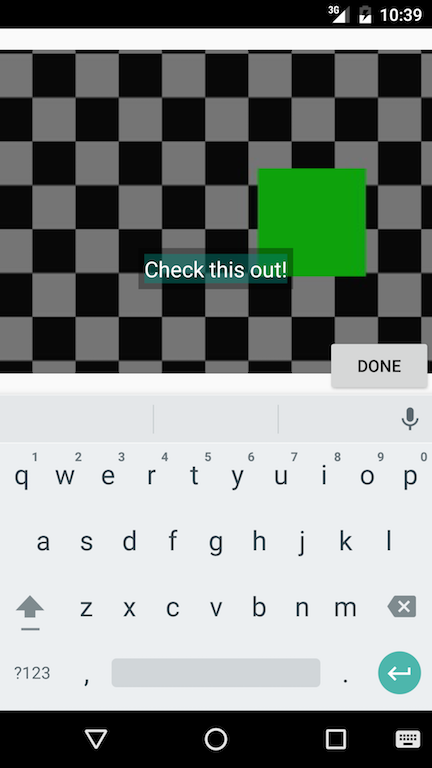 3G 10:39
Check this out!
DONE
1 2 3 4 5 6 7 8 9 0
q w e r t y u i o p
a s d f g h j k l
z x c v b n m
?123 , .